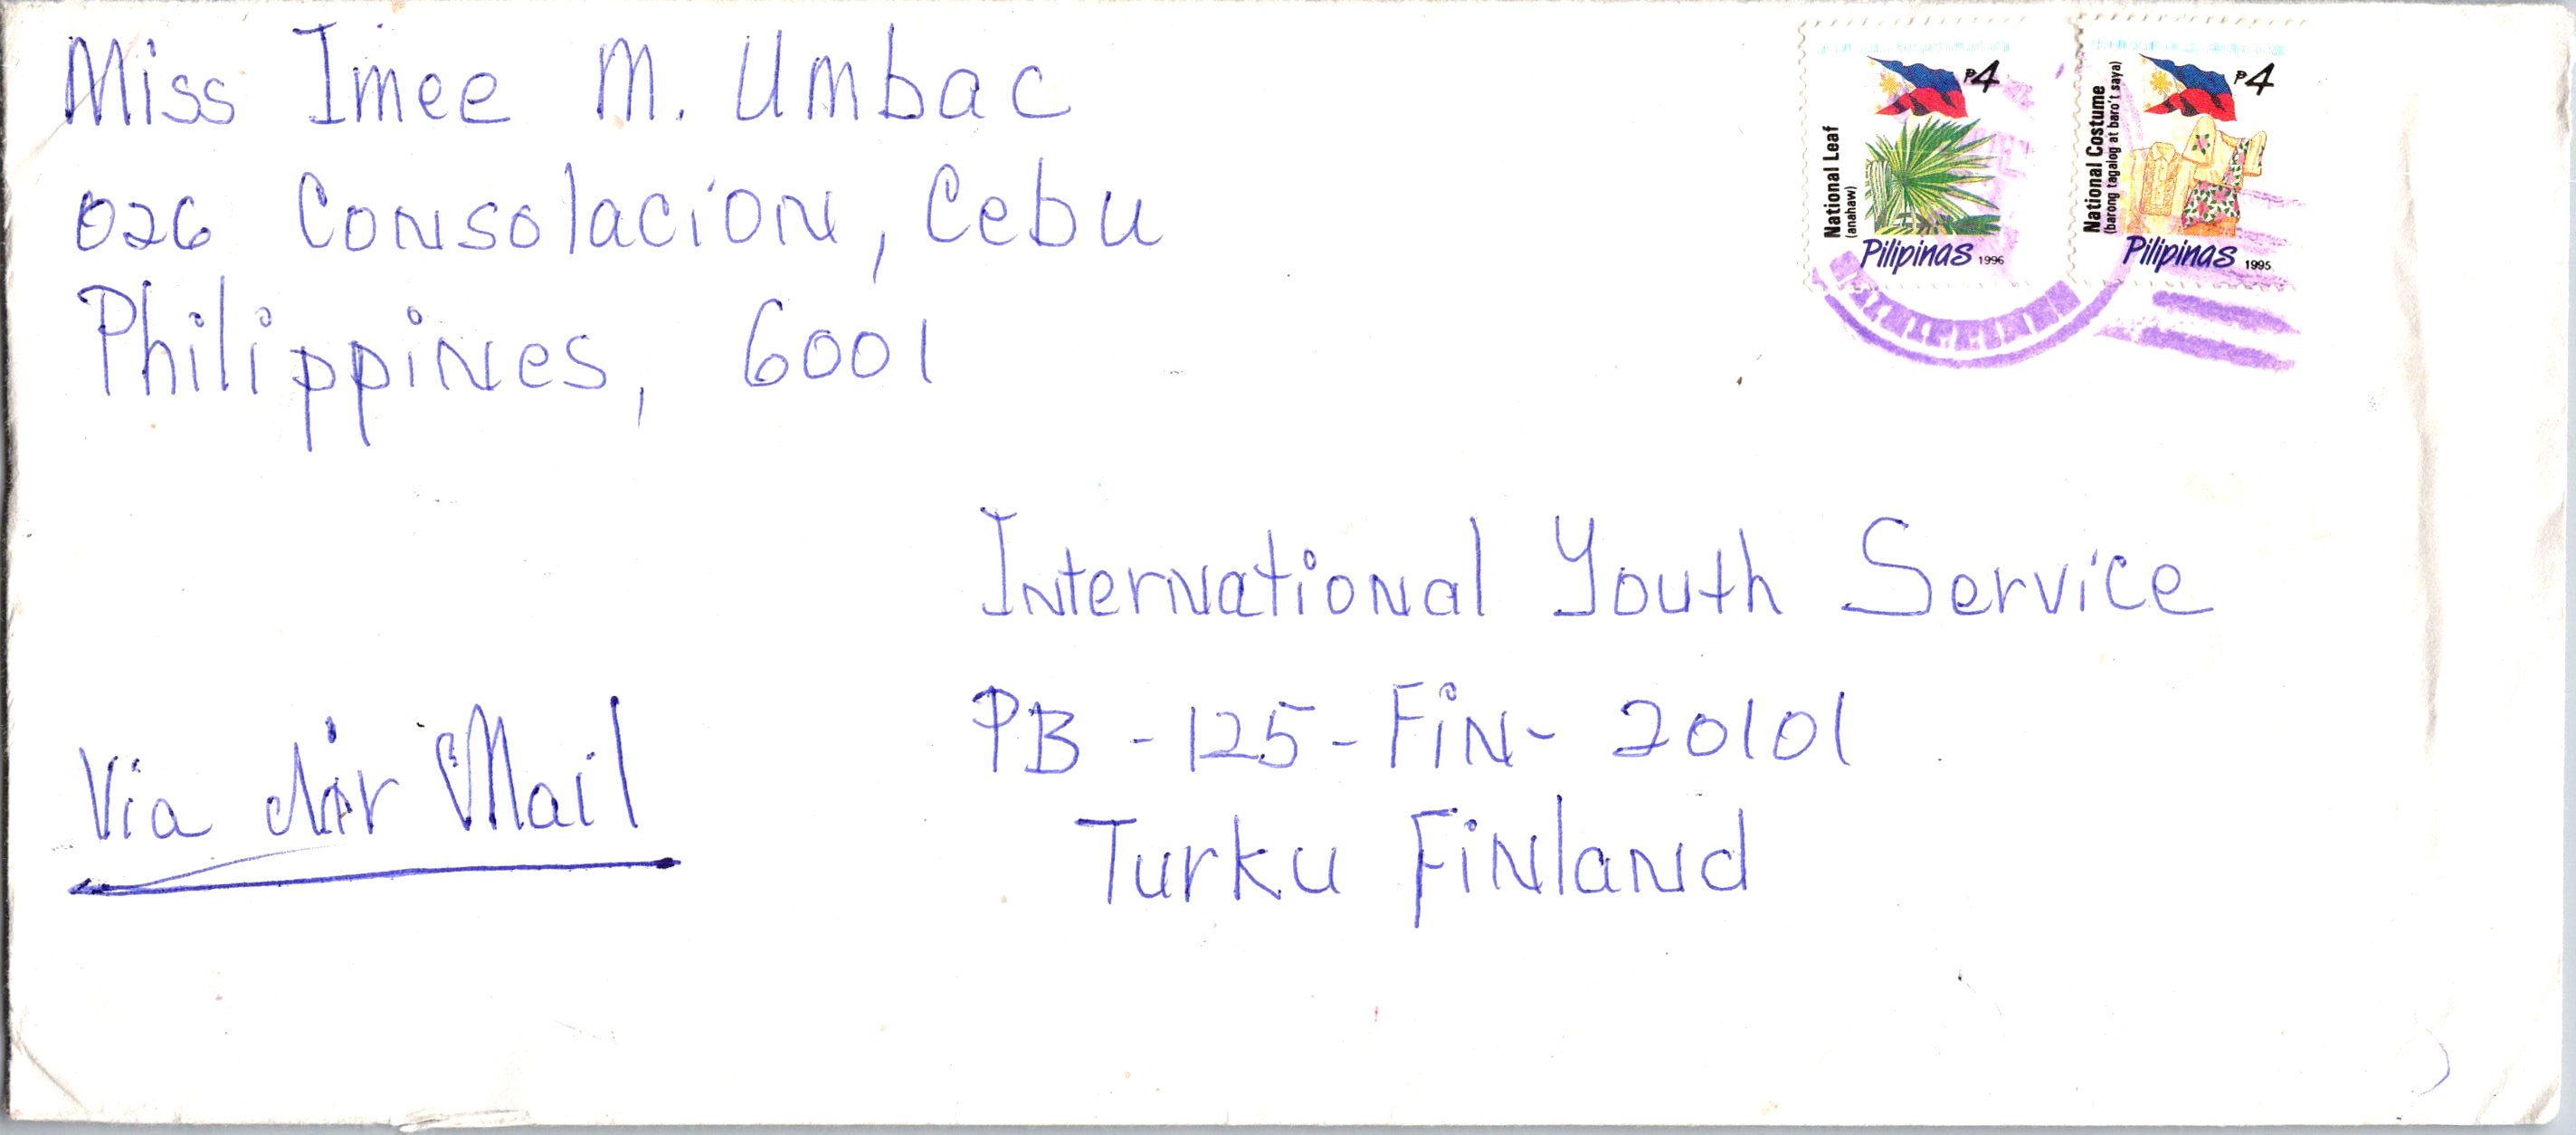 Miss Imee M. Umbac
026 Consolacion, Cebu
Philippines, 6001
₱4
National Leaf
(anahaw)
Pilipinas 1996
₱4
National Costume
(barong tagalog at baro't saya)
Pilipinas 1995
International Youth Service
PB - 125 - FiN - 20101
Turku Finland
Via Air Mail